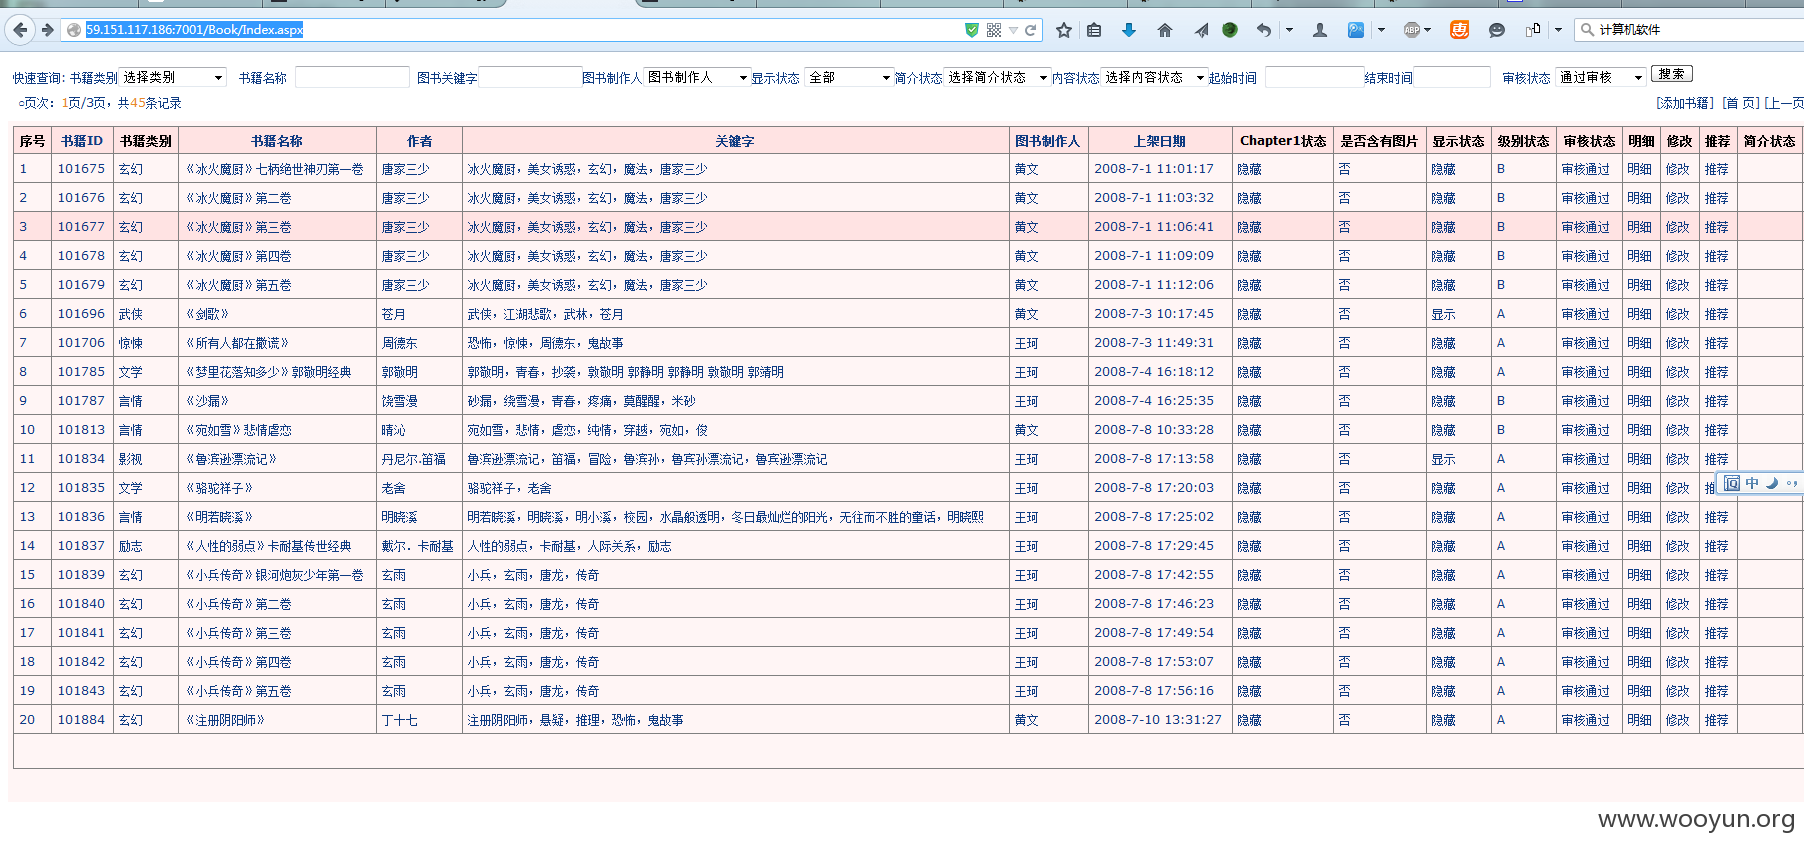 59.151.117.186:7001/Book/Index.aspx
计算机软件
快速查询: 书籍类别 选择类别 书籍名称 图书关键字 图书制作人 图书制作人 显示状态 全部 简介状态 选择简介状态 内容状态 选择内容状态 起始时间 结束时间 审核状态 通过审核 搜索
○页次: 1页/3页, 共45条记录 [添加书籍] [首 页] [上一页
序号 书籍ID 书籍类别 书籍名称 作者 关键字 图书制作人 上架日期 Chapter1状态 是否含有图片 显示状态 级别状态 审核状态 明细 修改 推荐 简介状态
1 101675 玄幻 《冰火魔厨》七柄绝世神刃第一卷 唐家三少 冰火魔厨, 美女诱惑, 玄幻, 魔法, 唐家三少 黄文 2008-7-1 11:01:17 隐藏 否 隐藏 B 审核通过 明细 修改 推荐
2 101676 玄幻 《冰火魔厨》第二卷 唐家三少 冰火魔厨, 美女诱惑, 玄幻, 魔法, 唐家三少 黄文 2008-7-1 11:03:32 隐藏 否 隐藏 B 审核通过 明细 修改 推荐
3 101677 玄幻 《冰火魔厨》第三卷 唐家三少 冰火魔厨, 美女诱惑, 玄幻, 魔法, 唐家三少 黄文 2008-7-1 11:06:41 隐藏 否 隐藏 B 审核通过 明细 修改 推荐
4 101678 玄幻 《冰火魔厨》第四卷 唐家三少 冰火魔厨, 美女诱惑, 玄幻, 魔法, 唐家三少 黄文 2008-7-1 11:09:09 隐藏 否 隐藏 B 审核通过 明细 修改 推荐
5 101679 玄幻 《冰火魔厨》第五卷 唐家三少 冰火魔厨, 美女诱惑, 玄幻, 魔法, 唐家三少 黄文 2008-7-1 11:12:06 隐藏 否 隐藏 B 审核通过 明细 修改 推荐
6 101696 武侠 《剑歌》 苍月 武侠, 江湖悲歌, 武林, 苍月 黄文 2008-7-3 10:17:45 隐藏 否 显示 A 审核通过 明细 修改 推荐
7 101706 惊悚 《所有人都在撒谎》 周德东 恐怖, 惊悚, 周德东, 鬼故事 王珂 2008-7-3 11:49:31 隐藏 否 隐藏 A 审核通过 明细 修改 推荐
8 101785 文学 《梦里花落知多少》郭敬明经典 郭敬明 郭敬明, 青春, 抄袭, 敦敬明 郭静明 郭静明 敦敬明 郭靖明 王珂 2008-7-4 16:18:12 隐藏 否 隐藏 A 审核通过 明细 修改 推荐
9 101787 言情 《沙漏》 饶雪漫 砂漏, 绕雪漫, 青春, 疼痛, 莫醒醒, 米砂 王珂 2008-7-4 16:25:35 隐藏 否 隐藏 B 审核通过 明细 修改 推荐
10 101813 言情 《宛如雪》悲情虐恋 晴沁 宛如雪, 悲情, 虐恋, 纯情, 穿越, 宛如, 俊 黄文 2008-7-8 10:33:28 隐藏 否 隐藏 B 审核通过 明细 修改 推荐
11 101834 影视 《鲁滨逊漂流记》 丹尼尔.笛福 鲁滨逊漂流记, 笛福, 冒险, 鲁滨孙, 鲁宾孙漂流记, 鲁宾逊漂流记 王珂 2008-7-8 17:13:58 隐藏 否 显示 A 审核通过 明细 修改 推荐
12 101835 文学 《骆驼祥子》 老舍 骆驼祥子, 老舍 王珂 2008-7-8 17:20:03 隐藏 否 隐藏 A 审核通过 明细 修改 中
13 101836 言情 《明若晓溪》 明晓溪 明若晓溪, 明晓溪, 明小溪, 校园, 水晶般透明, 冬日最灿烂的阳光, 无往而不胜的童话, 明晓熙 王珂 2008-7-8 17:25:02 隐藏 否 隐藏 A 审核通过 明细 修改 推荐
14 101837 励志 《人性的弱点》卡耐基传世经典 戴尔. 卡耐基 人性的弱点, 卡耐基, 人际关系, 励志 王珂 2008-7-8 17:29:45 隐藏 否 隐藏 A 审核通过 明细 修改 推荐
15 101839 玄幻 《小兵传奇》银河炮灰少年第一卷 玄雨 小兵, 玄雨, 唐龙, 传奇 王珂 2008-7-8 17:42:55 隐藏 否 隐藏 A 审核通过 明细 修改 推荐
16 101840 玄幻 《小兵传奇》第二卷 玄雨 小兵, 玄雨, 唐龙, 传奇 王珂 2008-7-8 17:46:23 隐藏 否 隐藏 A 审核通过 明细 修改 推荐
17 101841 玄幻 《小兵传奇》第三卷 玄雨 小兵, 玄雨, 唐龙, 传奇 王珂 2008-7-8 17:49:54 隐藏 否 隐藏 A 审核通过 明细 修改 推荐
18 101842 玄幻 《小兵传奇》第四卷 玄雨 小兵, 玄雨, 唐龙, 传奇 王珂 2008-7-8 17:53:07 隐藏 否 隐藏 A 审核通过 明细 修改 推荐
19 101843 玄幻 《小兵传奇》第五卷 玄雨 小兵, 玄雨, 唐龙, 传奇 王珂 2008-7-8 17:56:16 隐藏 否 隐藏 A 审核通过 明细 修改 推荐
20 101884 玄幻 《注册阴阳师》 丁十七 注册阴阳师, 悬疑, 推理, 恐怖, 鬼故事 黄文 2008-7-10 13:31:27 隐藏 否 隐藏 A 审核通过 明细 修改 推荐
www.wooyun.org